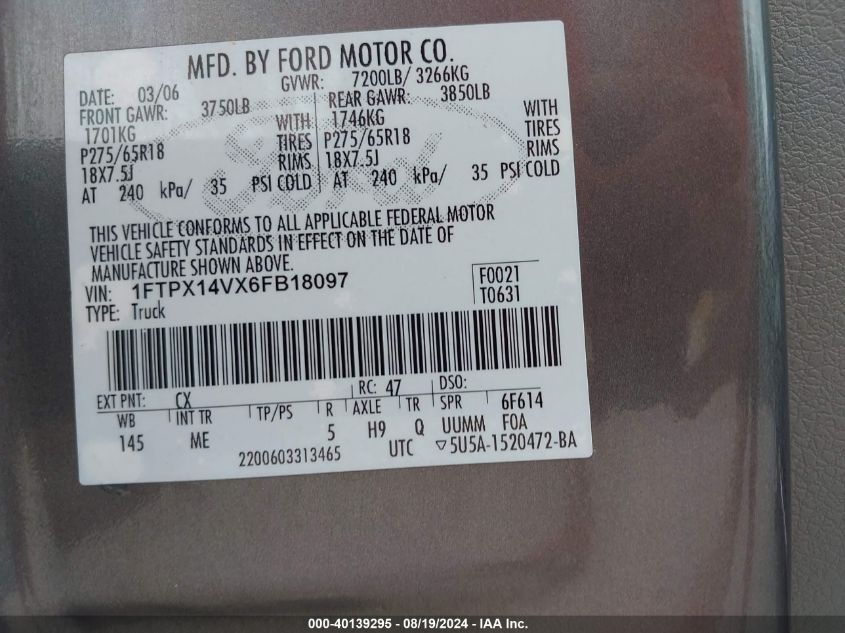 MFD. BY FORD MOTOR CO.
DATE: 03/06 GVWR: 7200LB/ 3266KG
FRONT GAWR: 3750LB REAR GAWR: 3850LB
1701KG WITH 1746KG WITH
P275/65R18 TIRES P275/65R18 TIRES
18X7.5J RIMS 18X7.5J RIMS
AT 240 kPa/ 35 PSI COLD AT 240 kPa/ 35 PSI COLD
THIS VEHICLE CONFORMS TO ALL APPLICABLE FEDERAL MOTOR
VEHICLE SAFETY STANDARDS IN EFFECT ON THE DATE OF
MANUFACTURE SHOWN ABOVE.
VIN: 1FTPX14VX6FB18097 F0021
TYPE: Truck T0631
EXT PNT: CX RC: 47 DSO:
WB INT TR TP/PS R AXLE TR SPR 6F614
145 ME 5 H9 Q UUMM FOA
2200603313465 UTC ▽5U5A-1520472-BA
000-40139295 - 08/19/2024 - IAA Inc.